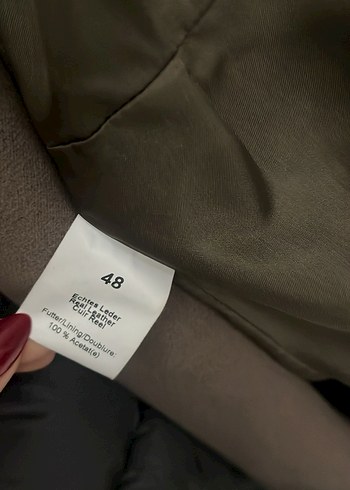 48
Echtes Leder
Real Leather
Cuir Reel
Futter/Lining/Doublure:
100 % Acetat(e)